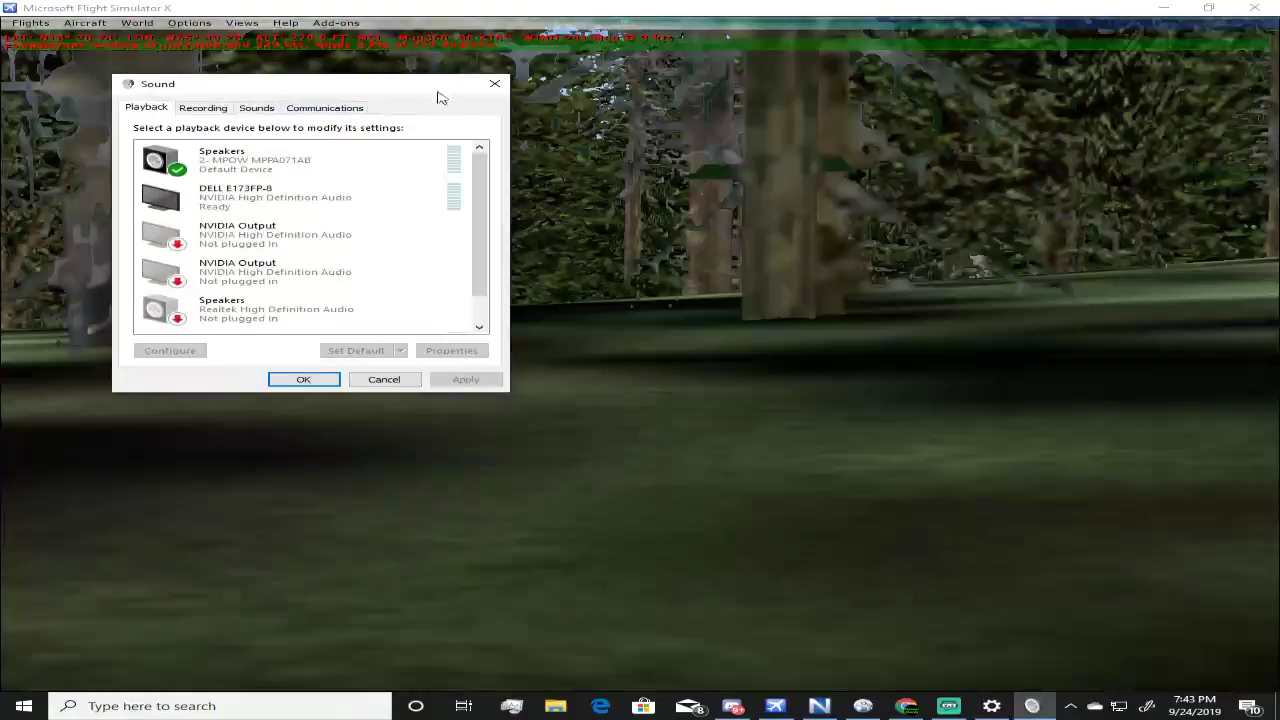 Microsoft Flight Simulator X
Flights Aircraft World Options Views Help Add-ons
Sound
Playback Recording Sounds Communications
Select a playback device below to modify its settings:
Speakers
2- MPOW MPPA071AB
Default Device
DELL E173FP-8
NVIDIA High Definition Audio
Ready
NVIDIA Output
NVIDIA High Definition Audio
Not plugged in
NVIDIA Output
NVIDIA High Definition Audio
Not plugged in
Speakers
Realtek High Definition Audio
Not plugged in
Configure Set Default Properties
OK Cancel Apply
Type here to search
8
7:43 PM
9/24/2019